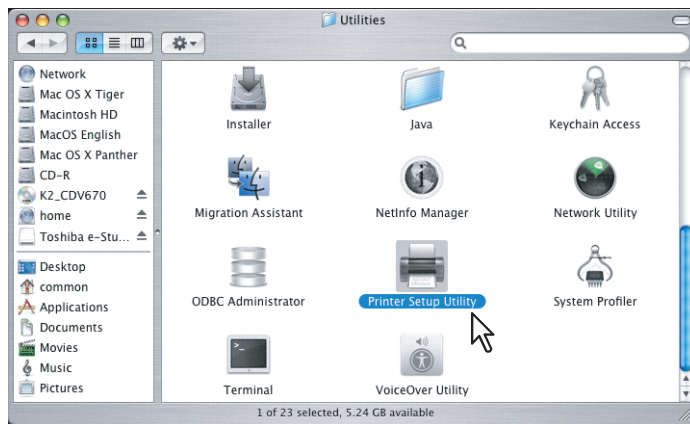 Utilities
Network
Mac OS X Tiger
Macintosh HD
MacOS English
Mac OS X Panther
CD-R
K2_CDV670
home
Toshiba e-Stu...
Desktop
common
Applications
Documents
Movies
Music
Pictures
Installer
Java
Keychain Access
Migration Assistant
NetInfo Manager
Network Utility
ODBC Administrator
Printer Setup Utility
System Profiler
>_
Terminal
VoiceOver Utility
1 of 23 selected, 5.24 GB available